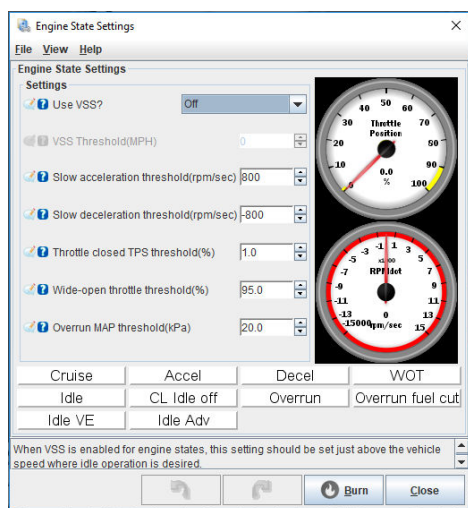 Engine State Settings
File View Help
Engine State Settings
Settings
Use VSS? Off
VSS Threshold(MPH) 0
Slow acceleration threshold(rpm/sec) 800
Slow deceleration threshold(rpm/sec) -800
Throttle closed TPS threshold(%) 1.0
Wide-open throttle threshold(%) 95.0
Overrun MAP threshold(kPa) 20.0
50
40 60
30 Throttle 70
Position
20 80
10 0.0 90
0 % 100
-1 1
-3 3
-5 x1000 5
-7 RPMdot 7
-9 9
-11 11
-13 0 13
-15000 rpm/sec 15
Cruise Accel Decel WOT
Idle CL Idle off Overrun Overrun fuel cut
Idle VE Idle Adv
When VSS is enabled for engine states, this setting should be set just above the vehicle
speed where idle operation is desired.
Burn Close